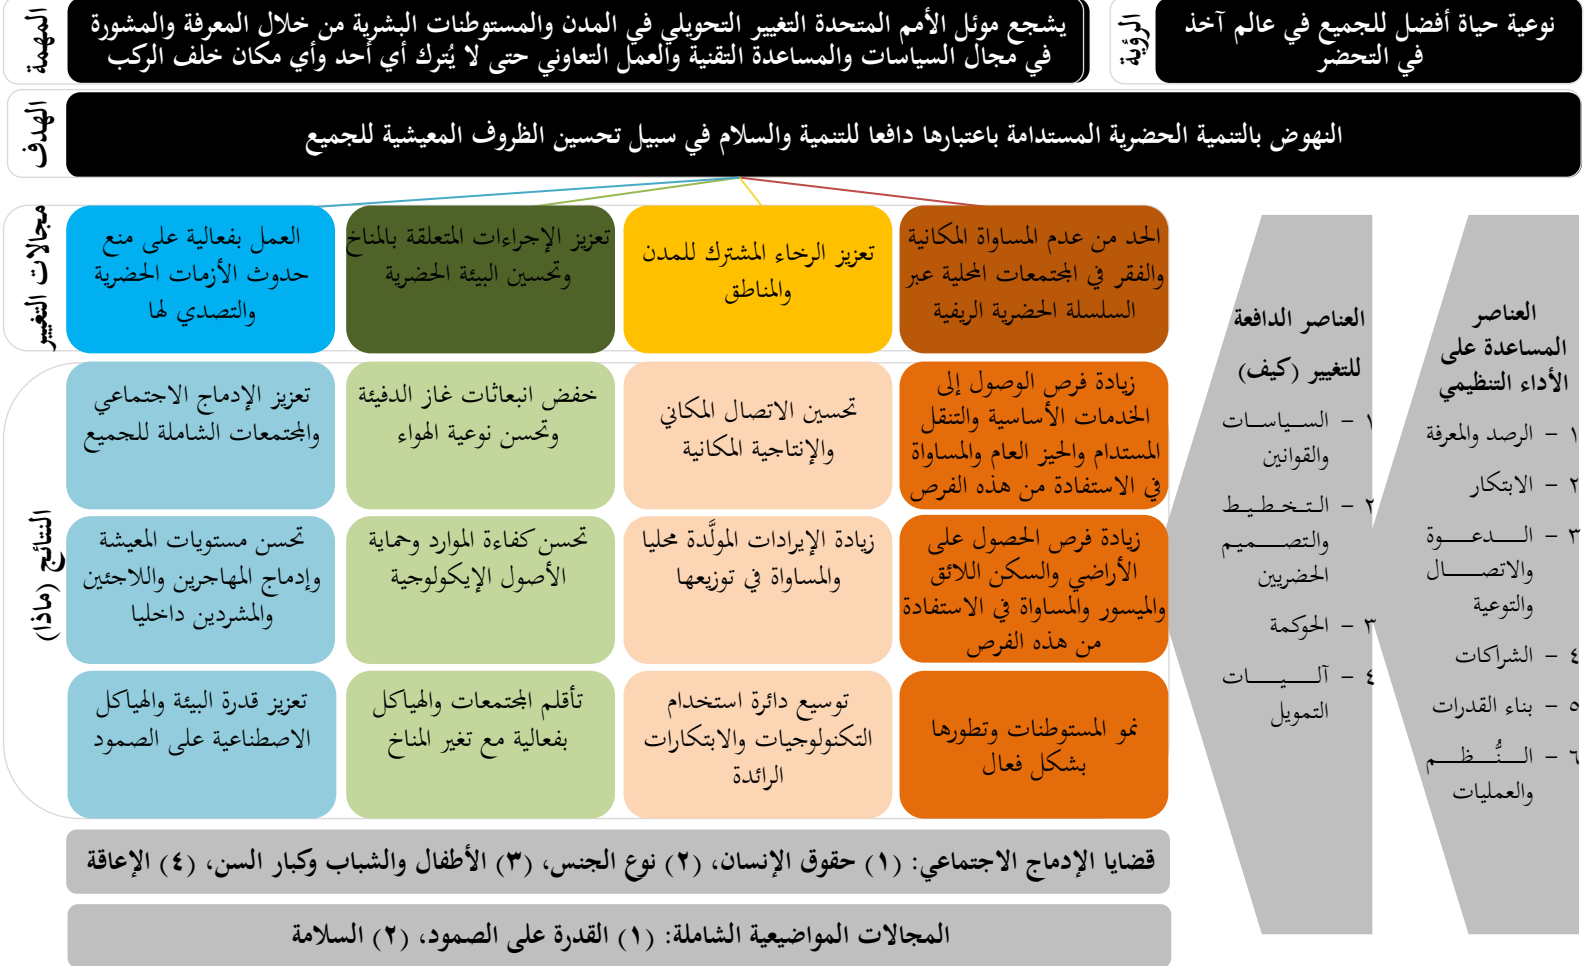 الرؤية
نوعية حياة أفضل للجميع في عالم آخذ
في التحضر
المهمة
يشجع موئل الأمم المتحدة التغيير التحويلي في المدن والمستوطنات البشرية من خلال المعرفة والمشورة
في مجال السياسات والمساعدة التقنية والعمل التعاوني حتى لا يُترك أي أحد وأي مكان خلف الركب
الهدف
النهوض بالتنمية الحضرية المستدامة باعتبارها دافعا للتنمية والسلام في سبيل تحسين الظروف المعيشية للجميع
العناصر
المساعدة على
الأداء التنظيمي
١ – الرصد والمعرفة
٢ – الابتكار
٣ – الـــدعـــوة
والاتصـــال
والتوعية
٤ – الشراكات
٥ – بناء القدرات
٦ – الـــنُّـــظـــم
والعمليات
العناصر الدافعة
للتغيير (كيف)
١ – السـيـاسـات
والقوانين
٢ – الـتـخـطـيـط
والتصـــميـم
الحضريين
٣ – الحوكمة
٤ – آلـــيـــات
التمويل
مجالات التغيير
الحد من عدم المساواة المكانية
والفقر في المجتمعات المحلية عبر
السلسلة الحضرية الريفية
تعزيز الرخاء المشترك للمدن
والمناطق
تعزيز الإجراءات المتعلقة بالمناخ
وتحسين البيئة الحضرية
العمل بفعالية على منع
حدوث الأزمات الحضرية
والتصدي لها
النتائج (ماذا)
زيادة فرص الوصول إلى
الخدمات الأساسية والتنقل
المستدام والحيز العام والمساواة
في الاستفادة من هذه الفرص
تحسين الاتصال المكاني
والإنتاجية المكانية
خفض انبعاثات غاز الدفيئة
وتحسن نوعية الهواء
تعزيز الإدماج الاجتماعي
والمجتمعات الشاملة للجميع
زيادة فرص الحصول على
الأراضي والسكن اللائق
والميسور والمساواة في الاستفادة
من هذه الفرص
زيادة الإيرادات المولَّدة محليا
والمساواة في توزيعها
تحسن كفاءة الموارد وحماية
الأصول الإيكولوجية
تحسن مستويات المعيشة
وإدماج المهاجرين واللاجئين
والمشردين داخليا
نمو المستوطنات وتطورها
بشكل فعال
توسيع دائرة استخدام
التكنولوجيات والابتكارات
الرائدة
تأقلم المجتمعات والهياكل
بفعالية مع تغير المناخ
تعزيز قدرة البيئة والهياكل
الاصطناعية على الصمود
قضايا الإدماج الاجتماعي: (١) حقوق الإنسان، (٢) نوع الجنس، (٣) الأطفال والشباب وكبار السن، (٤) الإعاقة
المجالات المواضيعية الشاملة: (١) القدرة على الصمود، (٢) السلامة